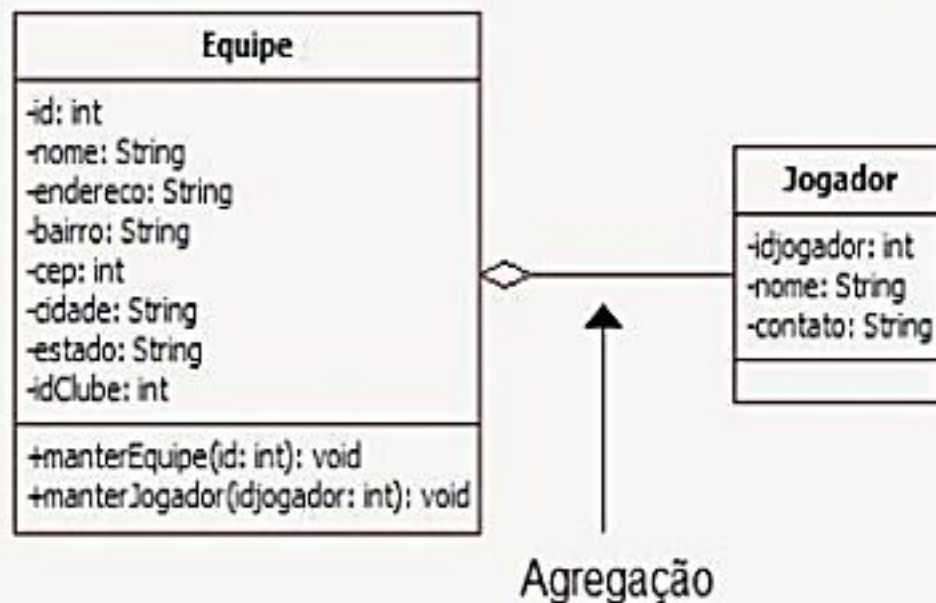 Equipe
-id: int
-nome: String
-endereco: String
-bairro: String
-cep: int
-cidade: String
-estado: String
-idClube: int
+manterEquipe(id: int): void
+manterJogador(idjogador: int): void
Jogador
-idjogador: int
-nome: String
-contato: String
Agregação